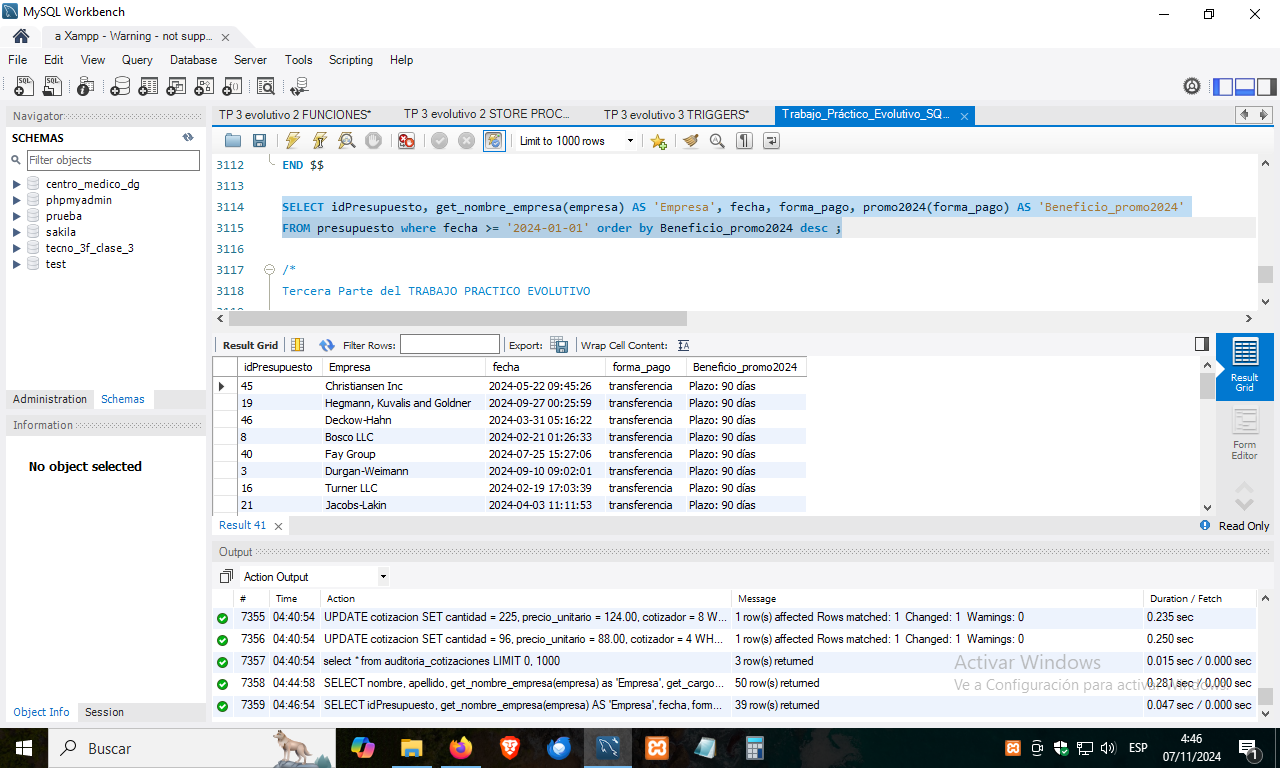 MySQL Workbench
a Xampp - Warning - not supp...
File Edit View Query Database Server Tools Scripting Help
Navigator
SCHEMAS
Filter objects
centro_medico_dg
phpmyadmin
prueba
sakila
tecno_3f_clase_3
test
Administration Schemas
Information
No object selected
Object Info Session
TP 3 evolutivo 2 FUNCIONES* TP 3 evolutivo 2 STORE PROC... TP 3 evolutivo 3 TRIGGERS* Trabajo_Práctico_Evolutivo_SQ...
Limit to 1000 rows
3112 END $$
3113
3114 SELECT idPresupuesto, get_nombre_empresa(empresa) AS 'Empresa', fecha, forma_pago, promo2024(forma_pago) AS 'Beneficio_promo2024'
3115 FROM presupuesto where fecha >= '2024-01-01' order by Beneficio_promo2024 desc ;
3116
3117 /*
3118 Tercera Parte del TRABAJO PRACTICO EVOLUTIVO
Result Grid Filter Rows: Export: Wrap Cell Content:
idPresupuesto Empresa fecha forma_pago Beneficio_promo2024
45 Christiansen Inc 2024-05-22 09:45:26 transferencia Plazo: 90 días
19 Hegmann, Kuvalis and Goldner 2024-09-27 00:25:59 transferencia Plazo: 90 días
46 Deckow-Hahn 2024-03-31 05:16:22 transferencia Plazo: 90 días
8 Bosco LLC 2024-02-21 01:26:33 transferencia Plazo: 90 días
40 Fay Group 2024-07-25 15:27:06 transferencia Plazo: 90 días
3 Durgan-Weimann 2024-09-10 09:02:01 transferencia Plazo: 90 días
16 Turner LLC 2024-02-19 17:03:39 transferencia Plazo: 90 días
21 Jacobs-Lakin 2024-04-03 11:11:53 transferencia Plazo: 90 días
Result Grid
Form Editor
Result 41
Read Only
Output
Action Output
# Time Action Message Duration / Fetch
7355 04:40:54 UPDATE cotizacion SET cantidad = 225, precio_unitario = 124.00, cotizador = 8 W... 1 row(s) affected Rows matched: 1 Changed: 1 Warnings: 0 0.235 sec
7356 04:40:54 UPDATE cotizacion SET cantidad = 96, precio_unitario = 88.00, cotizador = 4 WH... 1 row(s) affected Rows matched: 1 Changed: 1 Warnings: 0 0.250 sec
7357 04:40:54 select * from auditoria_cotizaciones LIMIT 0, 1000 3 row(s) returned 0.015 sec / 0.000 sec
7358 04:44:58 SELECT nombre, apellido, get_nombre_empresa(empresa) as 'Empresa', get_cargo... 50 row(s) returned 0.281 sec / 0.000 sec
7359 04:46:54 SELECT idPresupuesto, get_nombre_empresa(empresa) AS 'Empresa', fecha, form... 39 row(s) returned 0.047 sec / 0.000 sec
Activar Windows
Ve a Configuración para activar Windows.
Buscar
ESP
4:46
07/11/2024
1